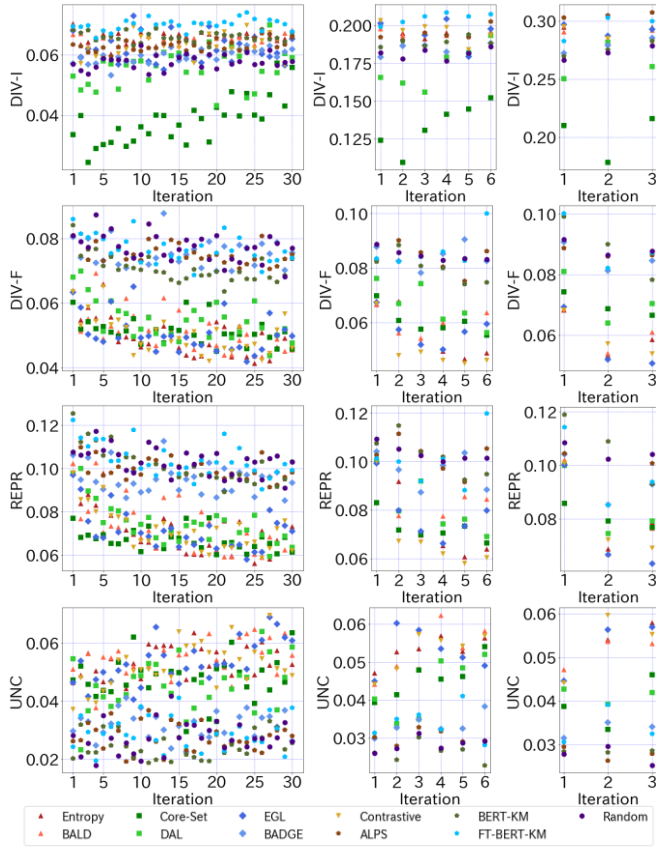 DIV-I
0.06
0.04
1 5 10 15 20 25 30
Iteration
DIV-I
0.200
0.175
0.150
0.125
1 2 3 4 5 6
Iteration
DIV-I
0.30
0.25
0.20
1 2 3
Iteration
DIV-F
0.08
0.06
0.04
1 5 10 15 20 25 30
Iteration
DIV-F
0.10
0.08
0.06
1 2 3 4 5 6
Iteration
DIV-F
0.10
0.08
0.06
1 2 3
Iteration
REPR
0.12
0.10
0.08
0.06
1 5 10 15 20 25 30
Iteration
REPR
0.12
0.10
0.08
0.06
1 2 3 4 5 6
Iteration
REPR
0.12
0.10
0.08
0.06
1 2 3
Iteration
UNC
0.06
0.04
0.02
1 5 10 15 20 25 30
Iteration
UNC
0.06
0.05
0.04
0.03
1 2 3 4 5 6
Iteration
UNC
0.06
0.05
0.04
0.03
1 2 3
Iteration
Entropy Core-Set EGL Contrastive BERT-KM Random
BALD DAL BADGE ALPS FT-BERT-KM